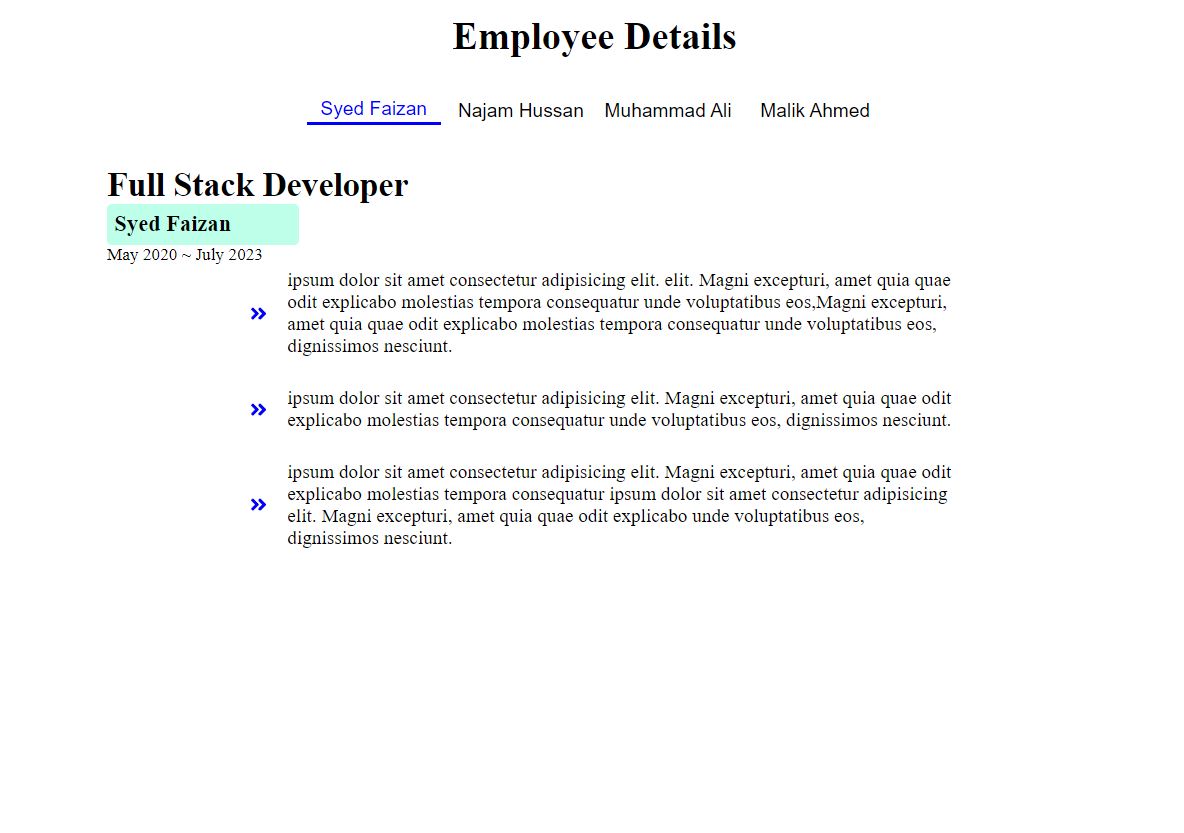 Employee Details
Syed Faizan Najam Hussan Muhammad Ali Malik Ahmed
Full Stack Developer
Syed Faizan
May 2020 ~ July 2023
ipsum dolor sit amet consectetur adipisicing elit. elit. Magni excepturi, amet quia quae
odit explicabo molestias tempora consequatur unde voluptatibus eos,Magni excepturi,
amet quia quae odit explicabo molestias tempora consequatur unde voluptatibus eos,
dignissimos nesciunt.
ipsum dolor sit amet consectetur adipisicing elit. Magni excepturi, amet quia quae odit
explicabo molestias tempora consequatur unde voluptatibus eos, dignissimos nesciunt.
ipsum dolor sit amet consectetur adipisicing elit. Magni excepturi, amet quia quae odit
explicabo molestias tempora consequatur ipsum dolor sit amet consectetur adipisicing
elit. Magni excepturi, amet quia quae odit explicabo unde voluptatibus eos,
dignissimos nesciunt.